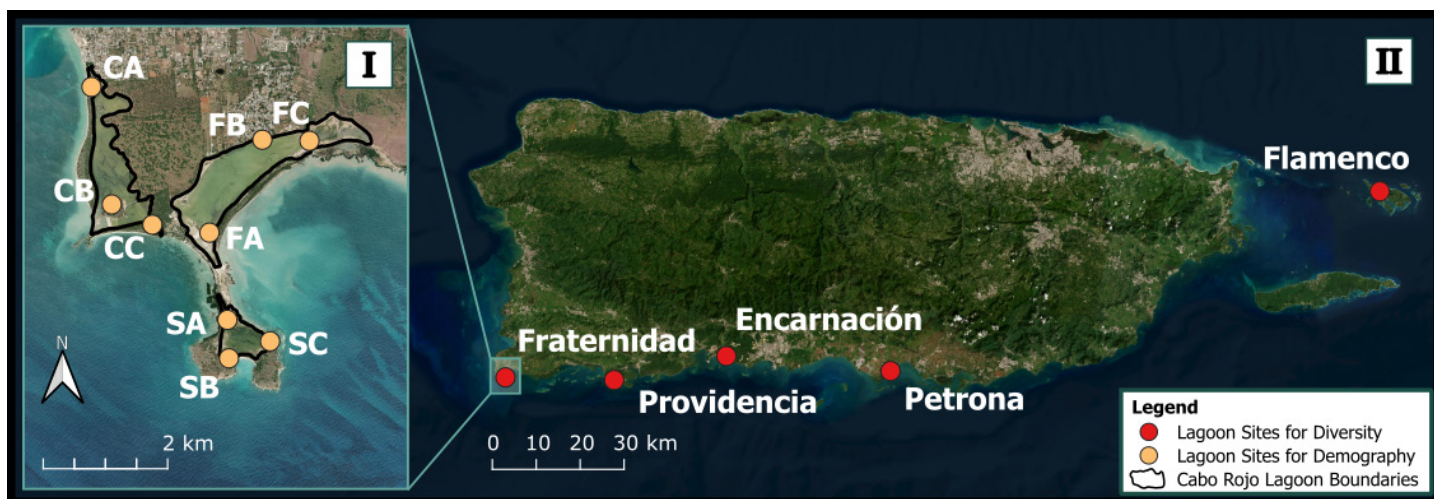 I
II
CA
FB
FC
CB
CC
FA
SA
SC
SB
N
2 km
Flamenco
Encarnación
Fraternidad
Providencia
Petrona
0 10 20 30 km
Legend
Lagoon Sites for Diversity
Lagoon Sites for Demography
Cabo Rojo Lagoon Boundaries